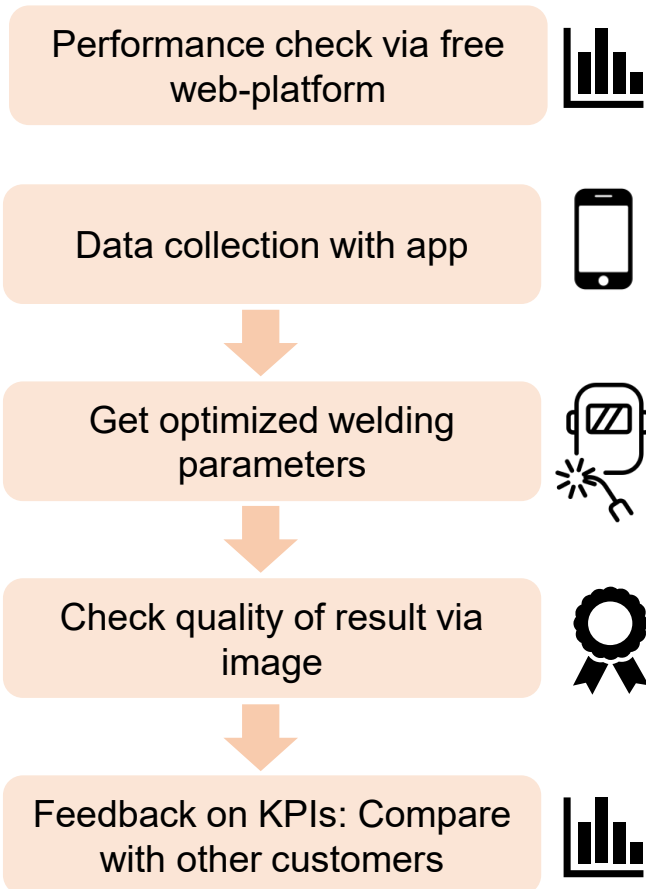 Performance check via free
web-platform
Data collection with app
Get optimized welding
parameters
Check quality of result via
image
Feedback on KPIs: Compare
with other customers